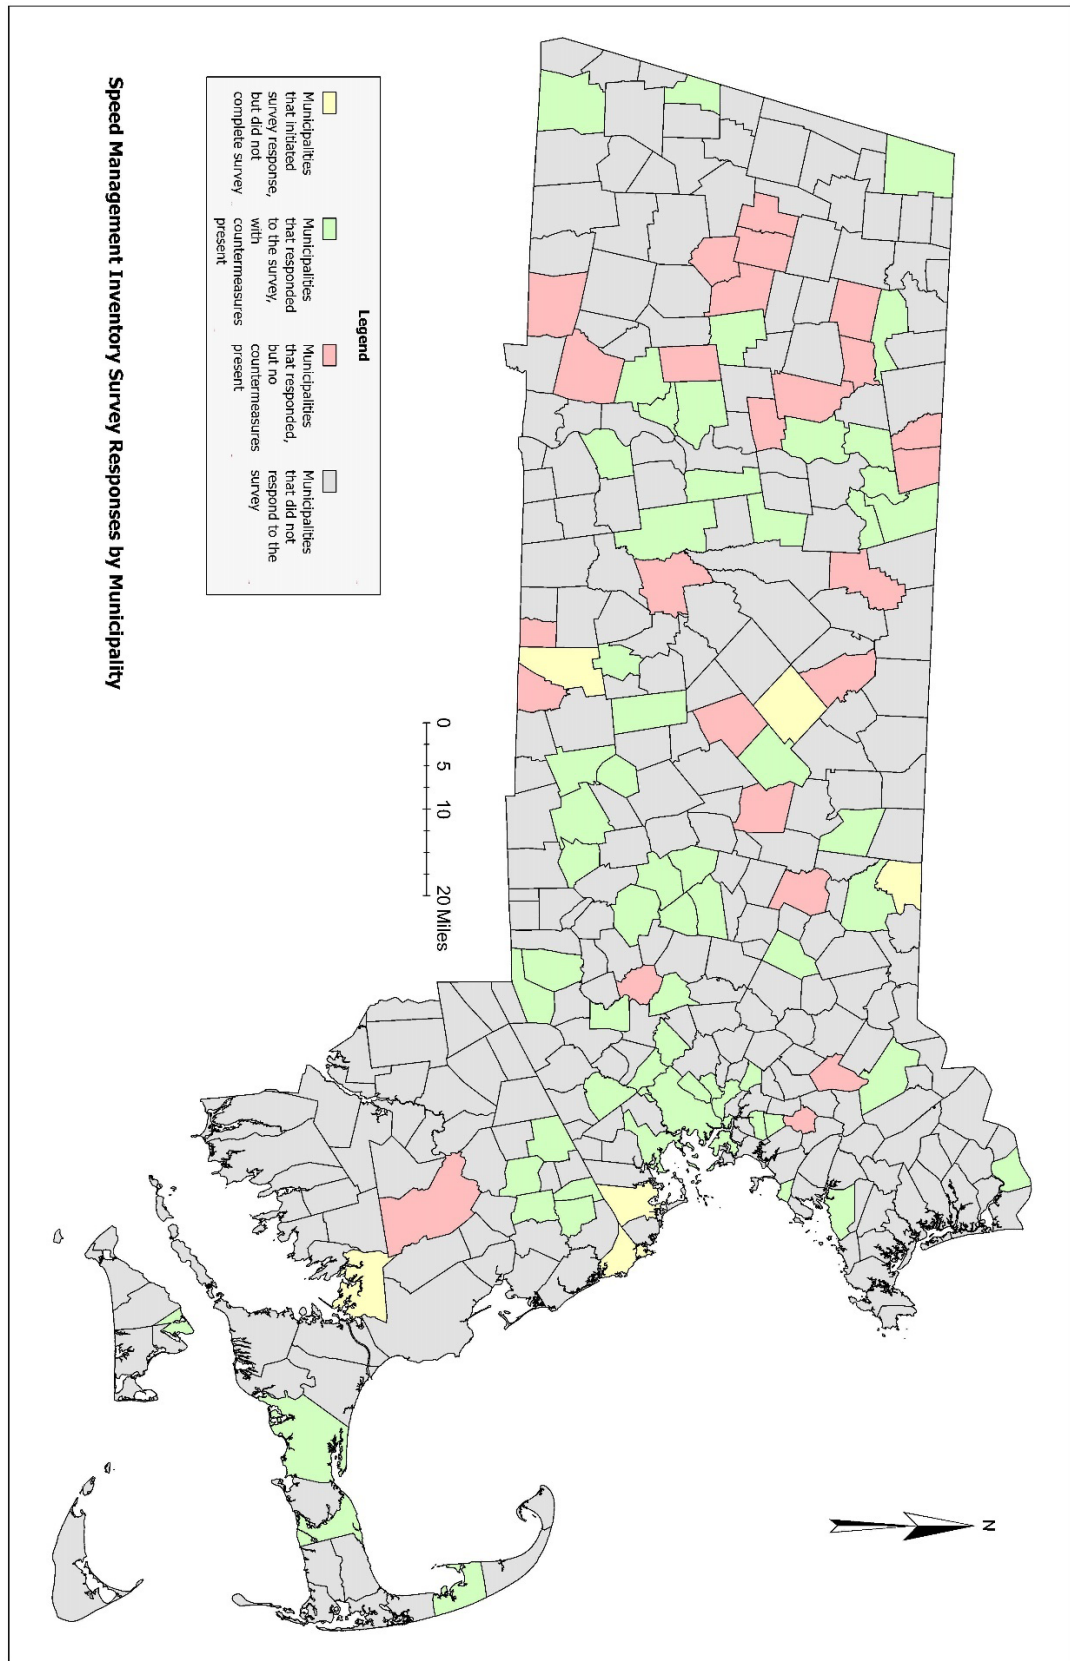 N
0 5 10 20 Miles
Legend
Municipalities
that initiated
survey response,
but did not
complete survey
Municipalities
that responded
to the survey,
with
countermeasures
present
Municipalities
that responded,
but no
countermeasures
present
Municipalities
that did not
respond to the
survey
Speed Management Inventory Survey Responses by Municipality